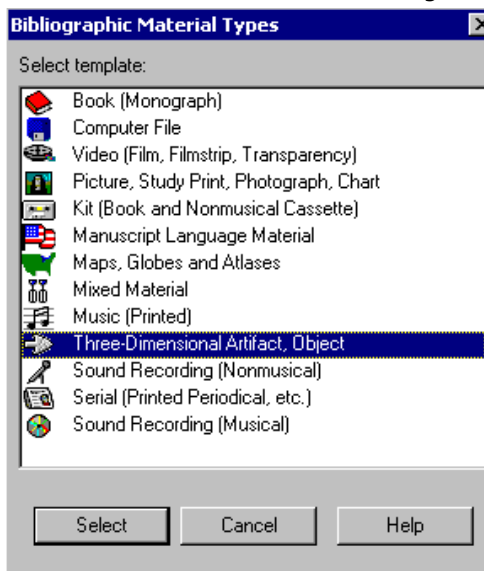 Bibliographic Material Types
Select template:
Book (Monograph)
Computer File
Video (Film, Filmstrip, Transparency)
Picture, Study Print, Photograph, Chart
Kit (Book and Nonmusical Cassette)
Manuscript Language Material
Maps, Globes and Atlases
Mixed Material
Music (Printed)
Three-Dimensional Artifact, Object
Sound Recording (Nonmusical)
Serial (Printed Periodical, etc.)
Sound Recording (Musical)
Select Cancel Help